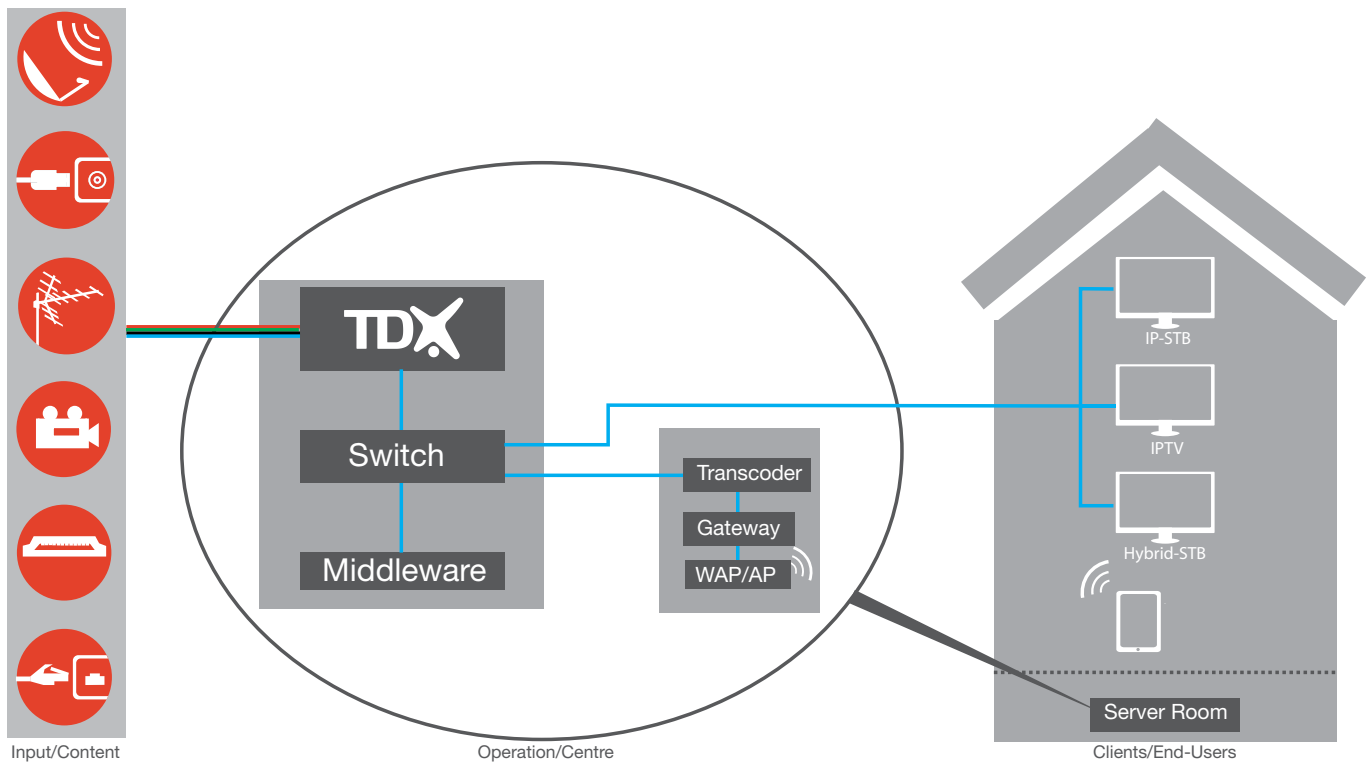 TDX
Switch
Middleware
Transcoder
Gateway
WAP/AP
IP-STB
IPTV
Hybrid-STB
Server Room
Input/Content
Operation/Centre
Clients/End-Users